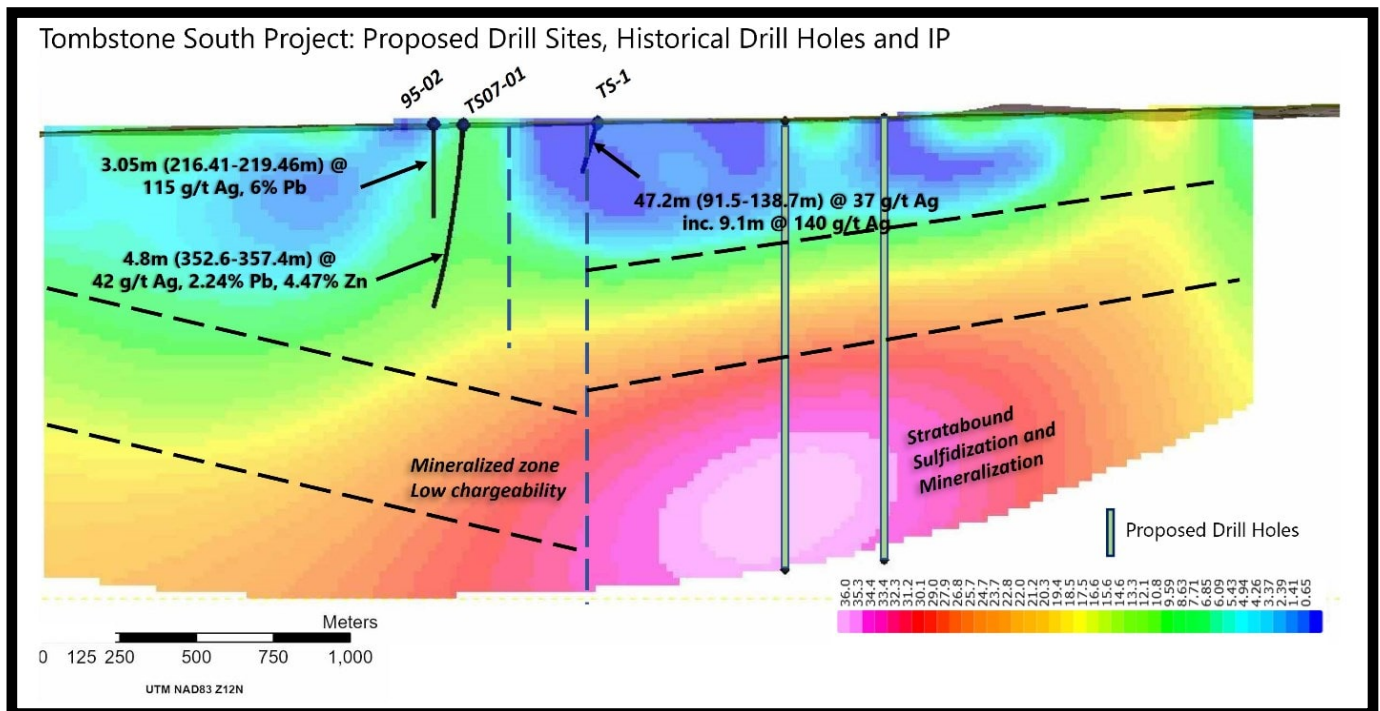 Tombstone South Project: Proposed Drill Sites, Historical Drill Holes and IP
95-02
TS07-01
TS-1
3.05m (216.41-219.46m) @
115 g/t Ag, 6% Pb
47.2m (91.5-138.7m) @ 37 g/t Ag
inc. 9.1m @ 140 g/t Ag
4.8m (352.6-357.4m) @
42 g/t Ag, 2.24% Pb, 4.47% Zn
Mineralized zone
Low chargeability
Stratabound
Sulfidization and
Mineralization
Proposed Drill Holes
36.0 35.3 34.4 33.4 32.3 31.2 30.1 29.0 27.9 26.8 25.7 24.7 23.7 22.8 22.0 21.2 20.3 19.4 18.5 17.5 16.6 15.6 14.6 13.3 12.1 10.8 9.59 8.63 7.71 6.85 6.09 5.43 4.94 4.26 3.37 2.39 1.41 0.65
Meters
0 125 250 500 750 1,000
UTM NAD83 Z12N